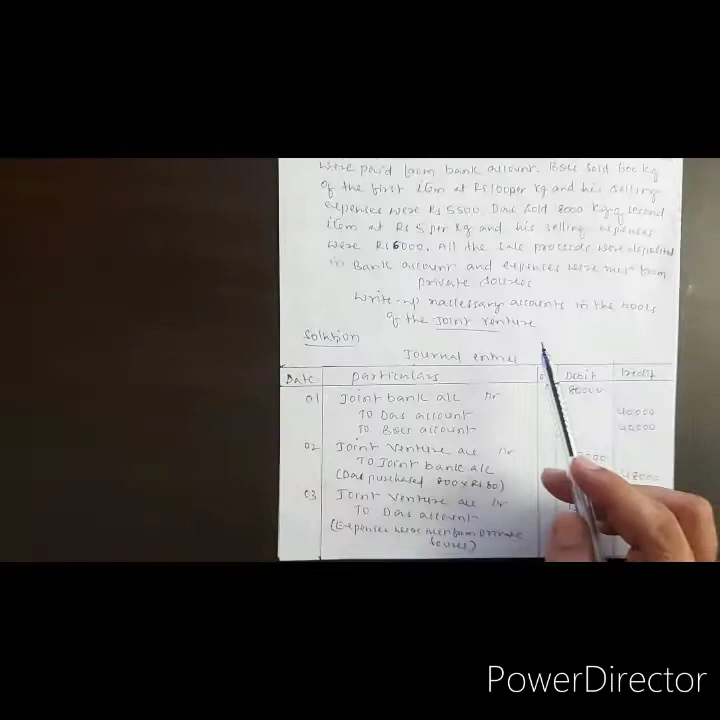 were paid from bank account. Bose sold 600 kg
of the first item at Rs 100 per kg and his selling
expenses were Rs 5500. Das sold 8000 kg of second
item at Rs 5 per kg and his selling expenses
were Rs 6000. All the sale proceeds were deposited
in Bank account and expenses were met from
private sources
Write-up necessary accounts in the books
of the Joint venture
Solution
Journal entries
Date particulars Debit Credit
01 Joint bank a/c Dr 80000
To Das account 40000
To Bose account 40000
02 Joint venture a/c Dr
To Joint bank a/c 48000
(Das purchased 800 x Rs 60)
03 Joint venture a/c Dr
To Das account
(Expenses were met from private
sources)
PowerDirector